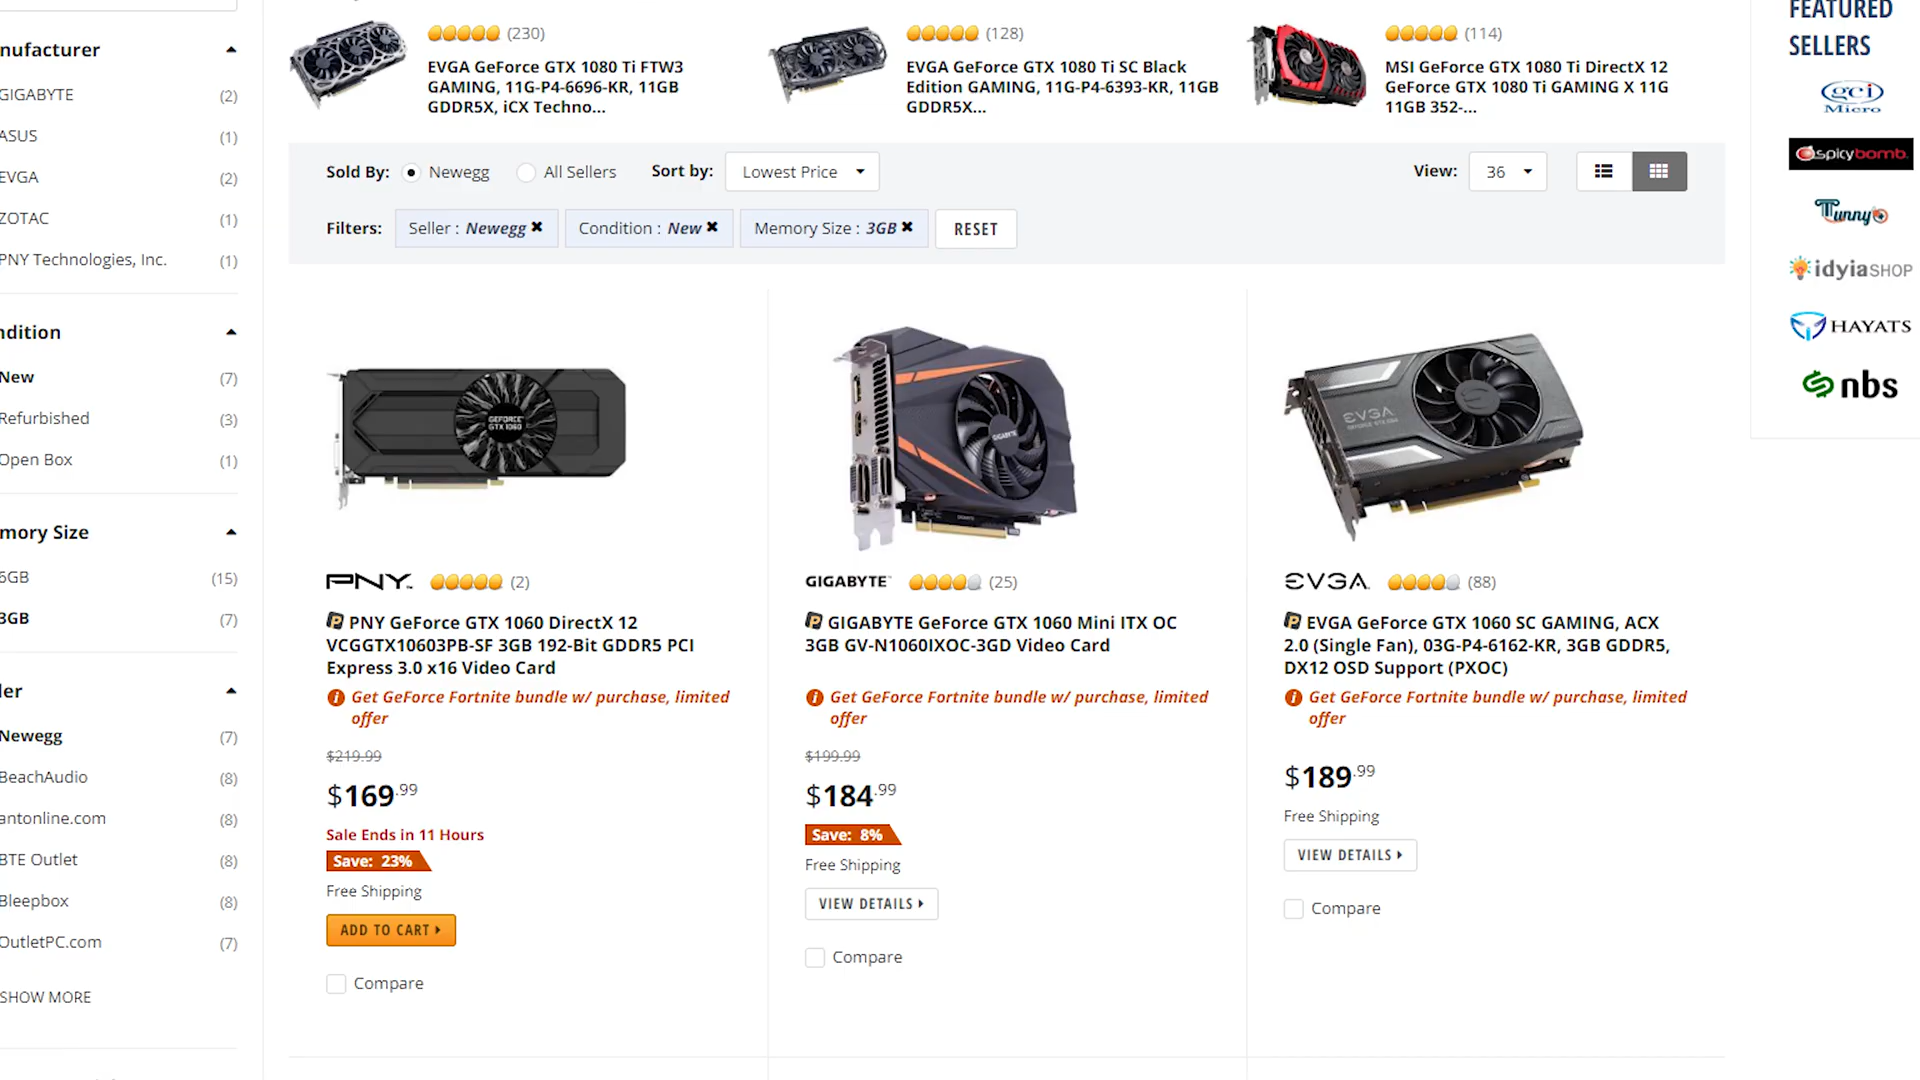 nufacturer
GIGABYTE (2)
ASUS (1)
EVGA (2)
ZOTAC (1)
PNY Technologies, Inc. (1)
ndition
New (7)
Refurbished (3)
Open Box (1)
mory Size
6GB (15)
3GB (7)
ler
Newegg (7)
BeachAudio (8)
antonline.com (8)
BTE Outlet (8)
Bleepbox (8)
OutletPC.com (7)
SHOW MORE
(230)
EVGA GeForce GTX 1080 Ti FTW3
GAMING, 11G-P4-6696-KR, 11GB
GDDR5X, iCX Techno...
(128)
EVGA GeForce GTX 1080 Ti SC Black
Edition GAMING, 11G-P4-6393-KR, 11GB
GDDR5X...
(114)
MSI GeForce GTX 1080 Ti DirectX 12
GeForce GTX 1080 Ti GAMING X 11G
11GB 352-...
Sold By: Newegg All Sellers Sort by: Lowest Price View: 36
Filters: Seller : Newegg ✖ Condition : New ✖ Memory Size : 3GB ✖ RESET
GEFORCE
GTX 1060
PNY (2)
PNY GeForce GTX 1060 DirectX 12
VCGGTX10603PB-SF 3GB 192-Bit GDDR5 PCI
Express 3.0 x16 Video Card
Get GeForce Fortnite bundle w/ purchase, limited
offer
$219.99
$169.99
Sale Ends in 11 Hours
Save: 23%
Free Shipping
ADD TO CART
Compare
GIGABYTE
GIGABYTE (25)
GIGABYTE GeForce GTX 1060 Mini ITX OC
3GB GV-N1060IXOC-3GD Video Card
Get GeForce Fortnite bundle w/ purchase, limited
offer
$199.99
$184.99
Save: 8%
Free Shipping
VIEW DETAILS
Compare
EVGA
EVGA (88)
EVGA GeForce GTX 1060 SC GAMING, ACX
2.0 (Single Fan), 03G-P4-6162-KR, 3GB GDDR5,
DX12 OSD Support (PXOC)
Get GeForce Fortnite bundle w/ purchase, limited
offer
$189.99
Free Shipping
VIEW DETAILS
Compare
FEATURED
SELLERS
gci
Micro
spicybomb.
Tunny
idyiaSHOP
HAYATS
nbs